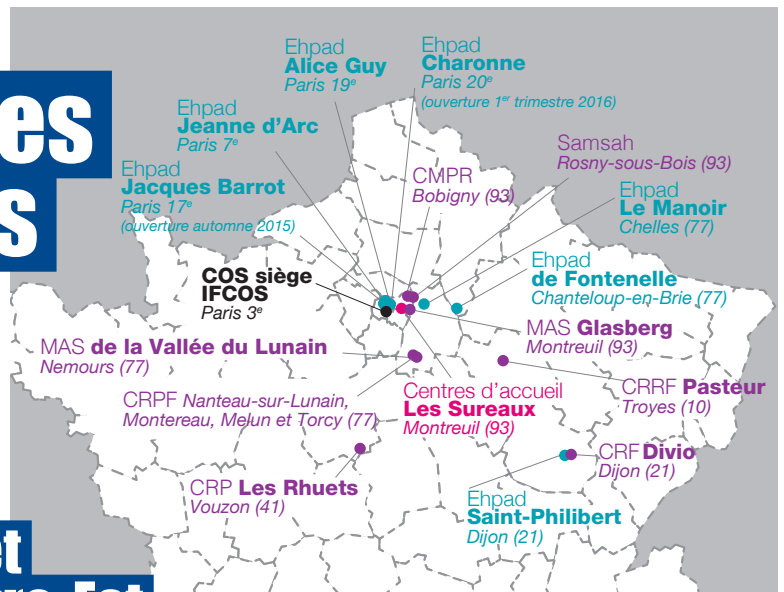 es
s
Ehpad
Alice Guy
Paris 19e
Ehpad
Charonne
Paris 20e
(ouverture 1er trimestre 2016)
Ehpad
Jeanne d'Arc
Paris 7e
Ehpad
Jacques Barrot
Paris 17e
(ouverture automne 2015)
CMPR
Bobigny (93)
Samsah
Rosny-sous-Bois (93)
Ehpad
Le Manoir
Chelles (77)
Ehpad
de Fontenelle
Chanteloup-en-Brie (77)
COS siège
IFCOS
Paris 3e
MAS Glasberg
Montreuil (93)
MAS de la Vallée du Lunain
Nemours (77)
CRPF Nanteau-sur-Lunain,
Montereau, Melun et Torcy (77)
Centres d'accueil
Les Sureaux
Montreuil (93)
CRRF Pasteur
Troyes (10)
CRF Divio
Dijon (21)
CRP Les Rhuets
Vouzon (41)
Ehpad
Saint-Philibert
Dijon (21)
et
Est